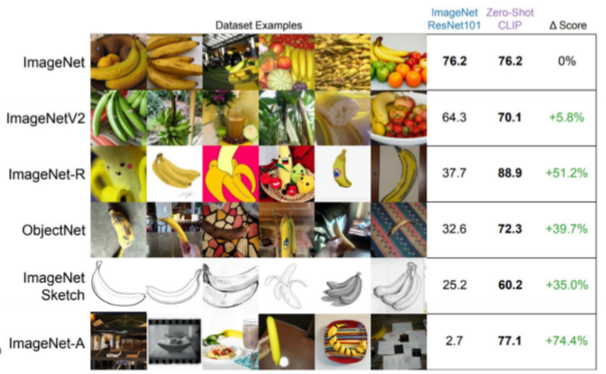 Dataset Examples
ImageNet
ResNet101
Zero-Shot
CLIP
Δ Score
ImageNet 76.2 76.2 0%
ImageNetV2 64.3 70.1 +5.8%
ImageNet-R 37.7 88.9 +51.2%
ObjectNet 32.6 72.3 +39.7%
ImageNet
Sketch 25.2 60.2 +35.0%
ImageNet-A 2.7 77.1 +74.4%